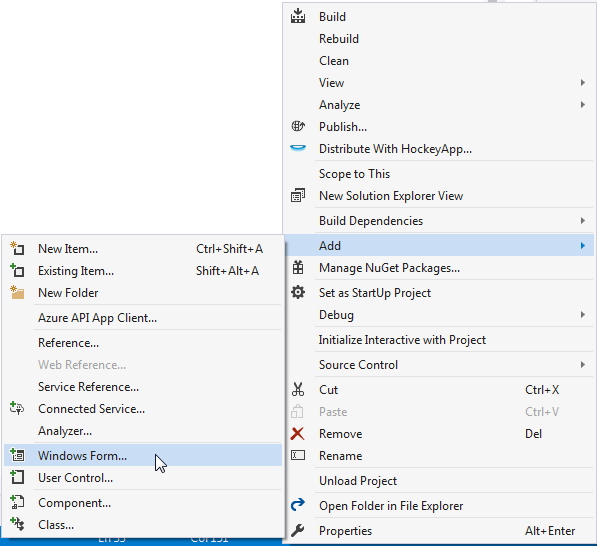 Build
Rebuild
Clean
View
Analyze
Publish...
Distribute With HockeyApp...
Scope to This
New Solution Explorer View
Build Dependencies
Add
Manage NuGet Packages...
Set as StartUp Project
Debug
Initialize Interactive with Project
Source Control
Cut Ctrl+X
Paste Ctrl+V
Remove Del
Rename
Unload Project
Open Folder in File Explorer
Properties Alt+Enter
New Item... Ctrl+Shift+A
Existing Item... Shift+Alt+A
New Folder
Azure API App Client...
Reference...
Web Reference...
Service Reference...
Connected Service...
Analyzer...
Windows Form...
User Control...
Component...
Class...